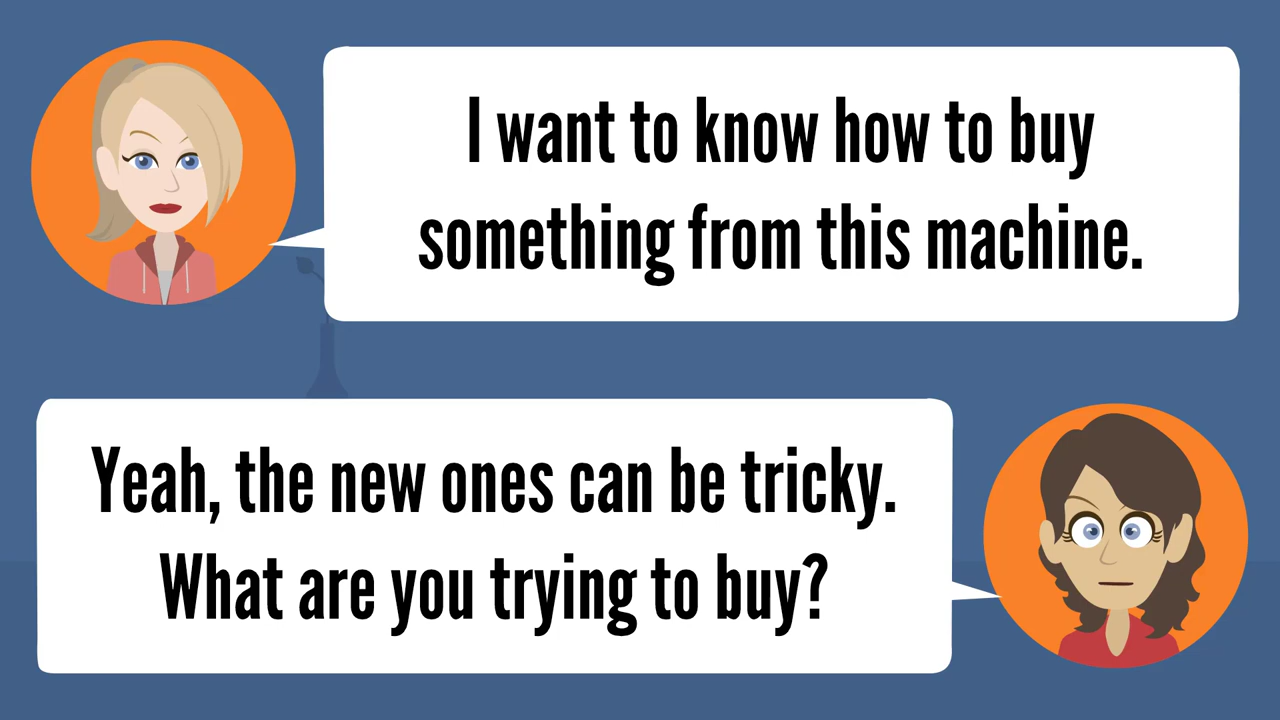 I want to know how to buy
something from this machine.
Yeah, the new ones can be tricky.
What are you trying to buy?